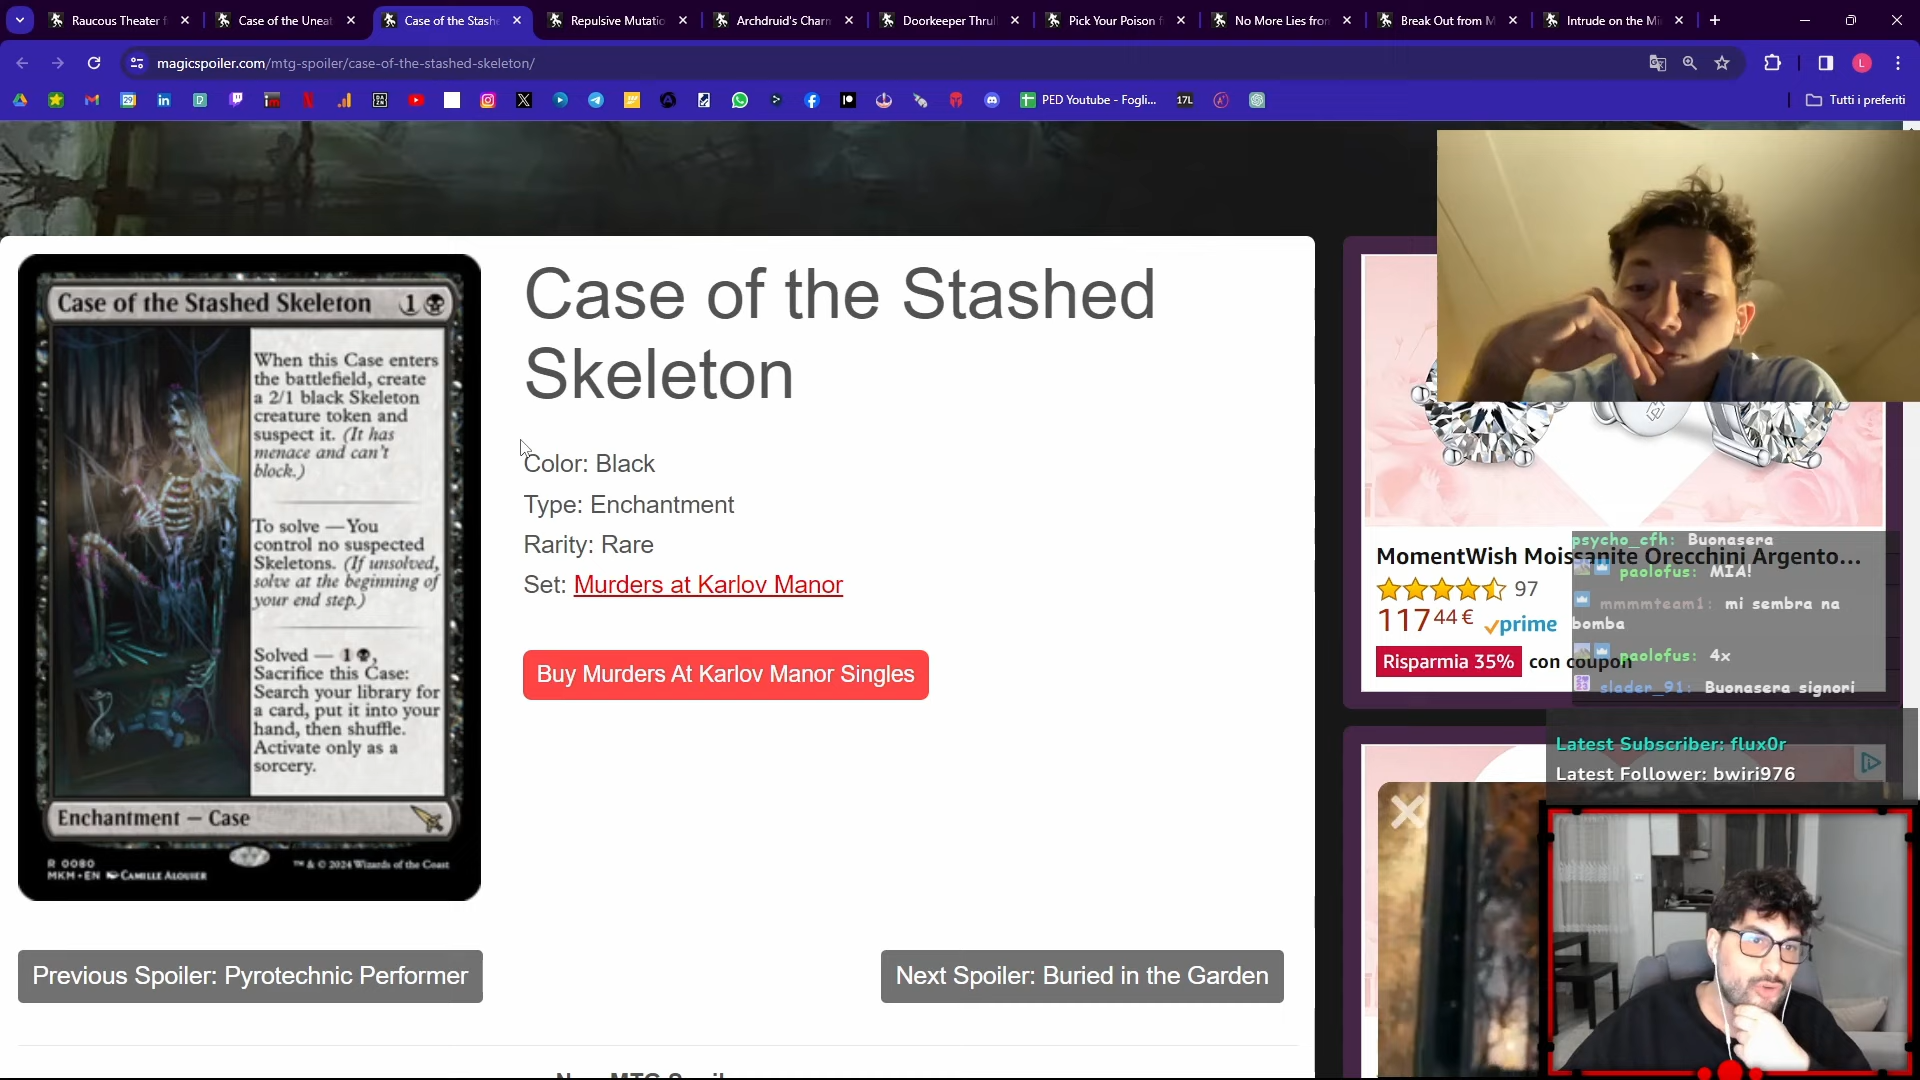 Raucous Theater f
Case of the Uneat
Case of the Stashe
Repulsive Mutatio
Archdruid's Charm
Doorkeeper Thrull
Pick Your Poison f
No More Lies from
Break Out from M
Intrude on the Mi
magicspoiler.com/mtg-spoiler/case-of-the-stashed-skeleton/
L
PED Youtube - Fogli...
17L
Tutti i preferiti
Case of the Stashed Skeleton 1
When this Case enters
the battlefield, create
a 2/1 black Skeleton
creature token and
suspect it. (It has
menace and can't
block.)
To solve — You
control no suspected
Skeletons. (If unsolved,
solve at the beginning of
your end step.)
Solved — 1,
Sacrifice this Case:
Search your library for
a card, put it into your
hand, then shuffle.
Activate only as a
sorcery.
Enchantment — Case
R 0080
MKM • EN CAMILLE ALQUIER
™ & © 2024 Wizards of the Coast
Case of the Stashed
Skeleton
Color: Black
Type: Enchantment
Rarity: Rare
Set: Murders at Karlov Manor
Buy Murders At Karlov Manor Singles
Previous Spoiler: Pyrotechnic Performer
Next Spoiler: Buried in the Garden
MomentWish Moissanite Orecchini Argento...
97
117 44 € prime
Risparmia 35% con coupon
psycho_cfh: Buonasera
paolofus: MIA!
mmmmteam1: mi sembra na
bomba
paolofus: 4x
slader_91: Buonasera signori
Latest Subscriber: flux0r
Latest Follower: bwiri976